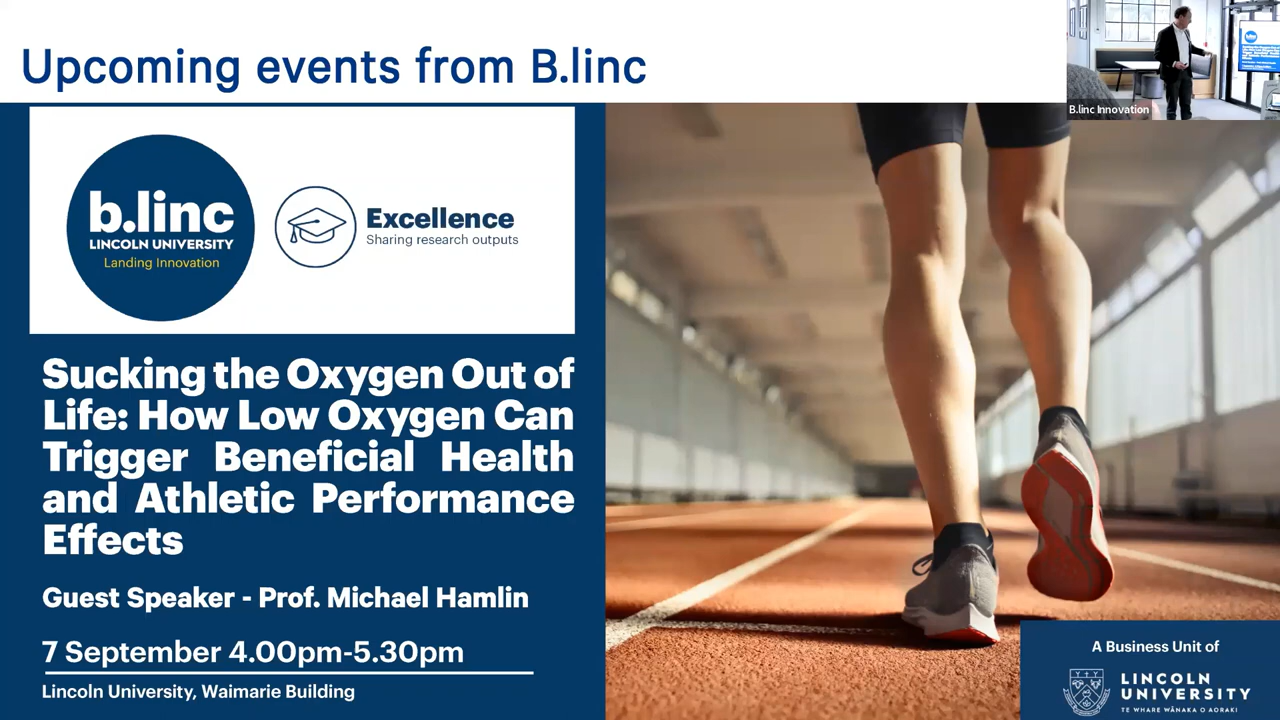 Upcoming events from B.linc
B.linc Innovation
b.linc
LINCOLN UNIVERSITY
Landing Innovation
Excellence
Sharing research outputs
Sucking the Oxygen Out of
Life: How Low Oxygen Can
Trigger Beneficial Health
and Athletic Performance
Effects
Guest Speaker - Prof. Michael Hamlin
7 September 4.00pm-5.30pm
Lincoln University, Waimarie Building
A Business Unit of
LINCOLN
UNIVERSITY
TE WHARE WĀNAKA O AORAKI